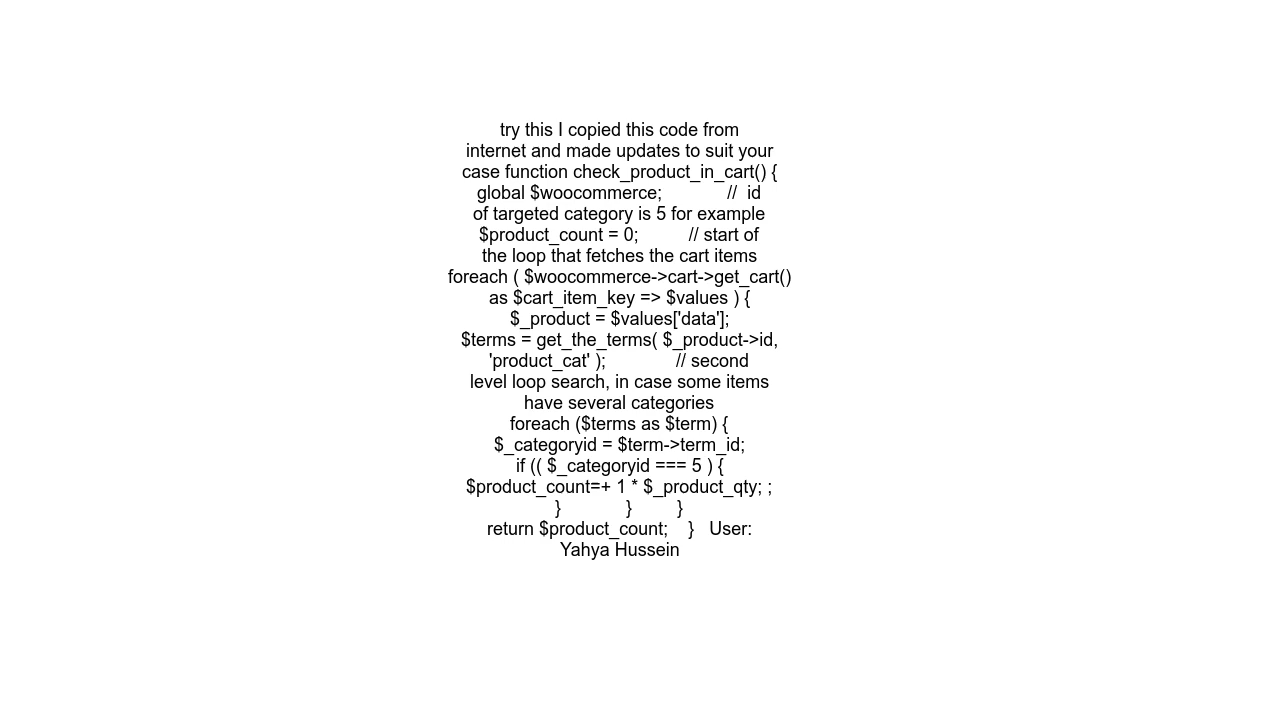 try this I copied this code from
internet and made updates to suit your
case function check_product_in_cart() {
global $woocommerce;             //  id
of targeted category is 5 for example
$product_count = 0;          // start of
the loop that fetches the cart items
foreach ( $woocommerce->cart->get_cart()
as $cart_item_key => $values ) {
$_product = $values['data'];
$terms = get_the_terms( $_product->id,
'product_cat' );              // second
level loop search, in case some items
have several categories
foreach ($terms as $term) {
$_categoryid = $term->term_id;
if (( $_categoryid === 5 ) {
$product_count=+ 1 * $_product_qty; ;
}             }         }
return $product_count;    }   User:
Yahya Hussein